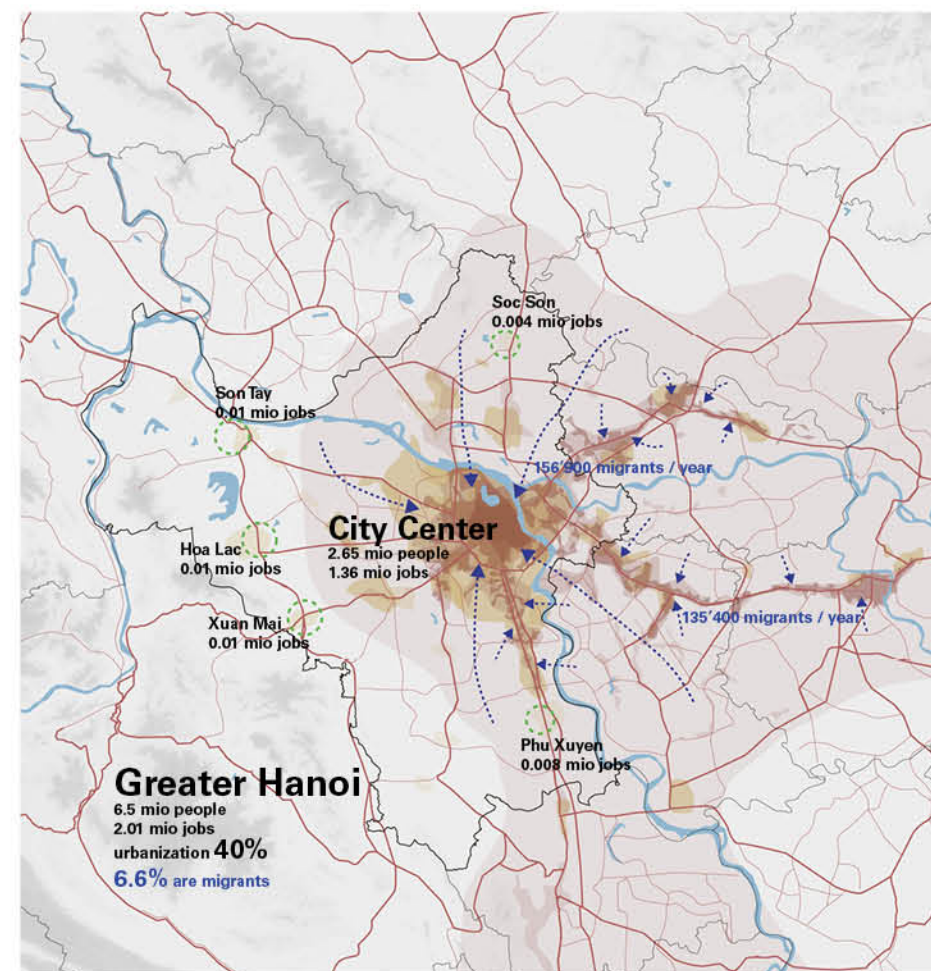 Soc Son
0.004 mio jobs
Son Tay
0.01 mio jobs
156'900 migrants / year
City Center
2.65 mio people
1.36 mio jobs
Hoa Lac
0.01 mio jobs
Xuan Mai
0.01 mio jobs
135'400 migrants / year
Phu Xuyen
0.008 mio jobs
Greater Hanoi
6.5 mio people
2.01 mio jobs
urbanization 40%
6.6% are migrants